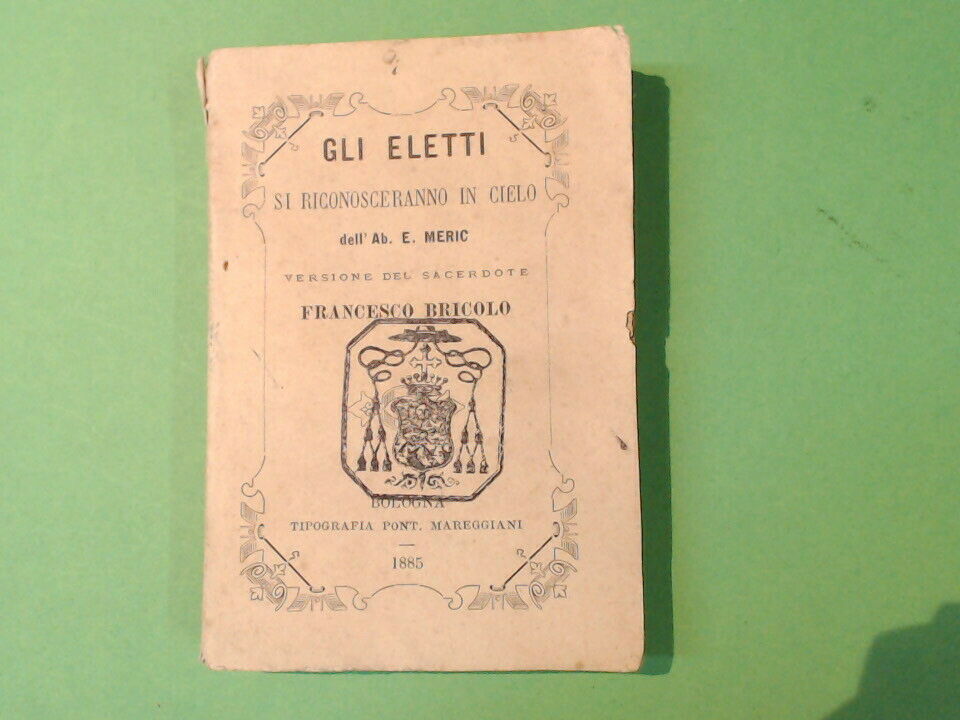 GLI ELETTI
SI RICONOSCERANNO IN CIELO
dell' Ab. E. MERIC
VERSIONE DEL SACERDOTE
FRANCESCO BRICOLO
BOLOGNA
TIPOGRAFIA PONT. MAREGGIANI
1885